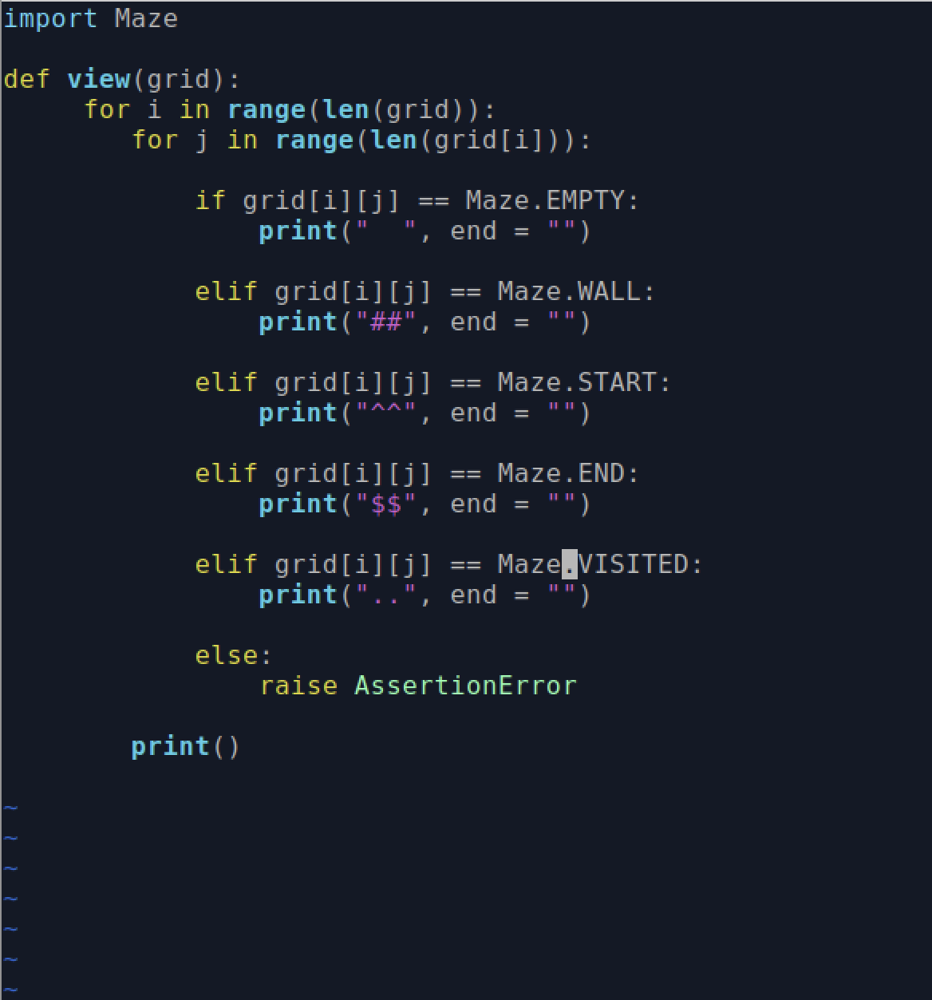 import Maze

def view(grid):
     for i in range(len(grid)):
        for j in range(len(grid[i])):

            if grid[i][j] == Maze.EMPTY:
                print("  ", end = "")

            elif grid[i][j] == Maze.WALL:
                print("##", end = "")

            elif grid[i][j] == Maze.START:
                print("^^", end = "")

            elif grid[i][j] == Maze.END:
                print("$$", end = "")

            elif grid[i][j] == Maze.VISITED:
                print("..", end = "")

            else:
                raise AssertionError

        print()

~
~
~
~
~
~
~